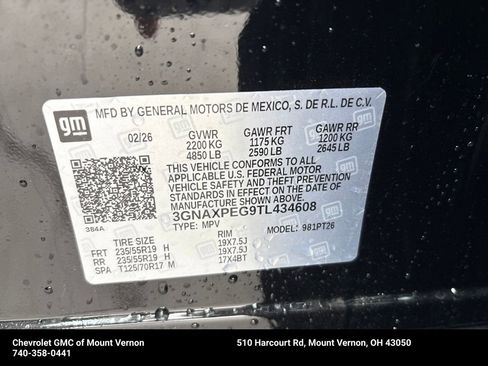 gm
MFD BY GENERAL MOTORS DE MEXICO, S. DE R.L. DE C.V.
02/26 GVWR GAWR FRT GAWR RR
2200 KG 1175 KG 1200 KG
4850 LB 2590 LB 2645 LB
THIS VEHICLE CONFORMS TO ALL
APPLICABLE U.S. FEDERAL MOTOR
VEHICLE SAFETY AND THEFT PREVENTION
STANDARDS IN EFFECT ON THE DATE OF
MANUFACTURE SHOWN ABOVE.
3B4A 3GNAXPEG9TL434608
TYPE: MPV MODEL: 981PT26
TIRE SIZE RIM
FRT 235/55R19 H 19X7.5J
RR 235/55R19 H 19X7.5J
SPA T125/70R17 M 17X4BT
Chevrolet GMC of Mount Vernon 510 Harcourt Rd, Mount Vernon, OH 43050
740-358-0441